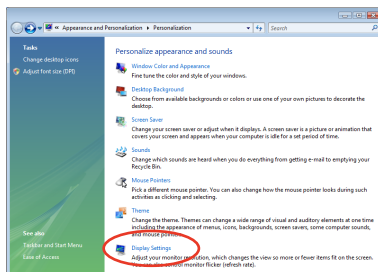 « Appearance and Personalization ▸ Personalization
Search
Tasks
Change desktop icons
Adjust font size (DPI)
See also
Taskbar and Start Menu
Ease of Access
Personalize appearance and sounds
Window Color and Appearance
Fine tune the color and style of your windows.
Desktop Background
Choose from available backgrounds or colors or use one of your own pictures to decorate the
desktop.
Screen Saver
Change your screen saver or adjust when it displays. A screen saver is a picture or animation that
covers your screen and appears when your computer is idle for a set period of time.
Sounds
Change which sounds are heard when you do everything from getting e-mail to emptying your
Recycle Bin.
Mouse Pointers
Pick a different mouse pointer. You can also change how the mouse pointer looks during such
activities as clicking and selecting.
Theme
Change the theme. Themes can change a wide range of visual and auditory elements at one time
including the appearance of menus, icons, backgrounds, screen savers, some computer sounds,
and mouse pointers.
Display Settings
Adjust your monitor resolution, which changes the view so more or fewer items fit on the screen.
You can also control monitor flicker (refresh rate).